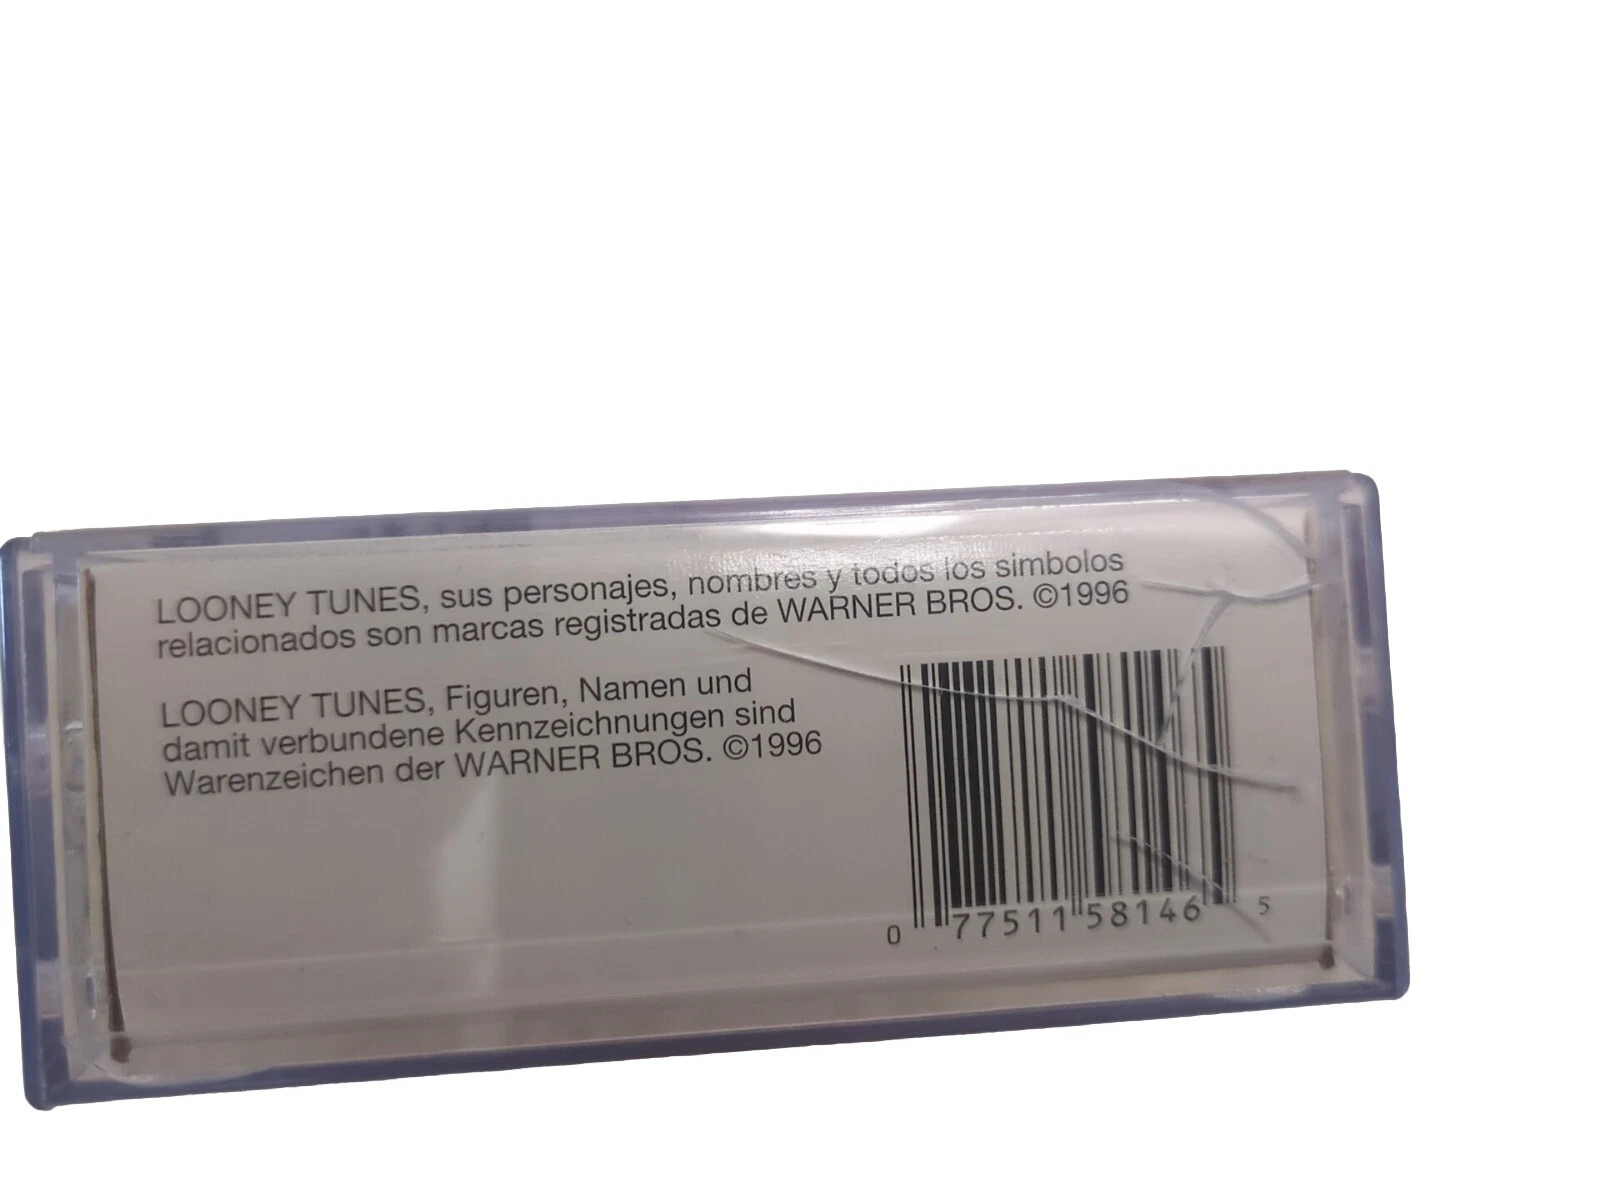 LOONEY TUNES, sus personajes, nombres y todos los simbolos
relacionados son marcas registradas de WARNER BROS. ©1996
LOONEY TUNES, Figuren, Namen und
damit verbundene Kennzeichnungen sind
Warenzeichen der WARNER BROS. ©1996
0 77511 58146 5